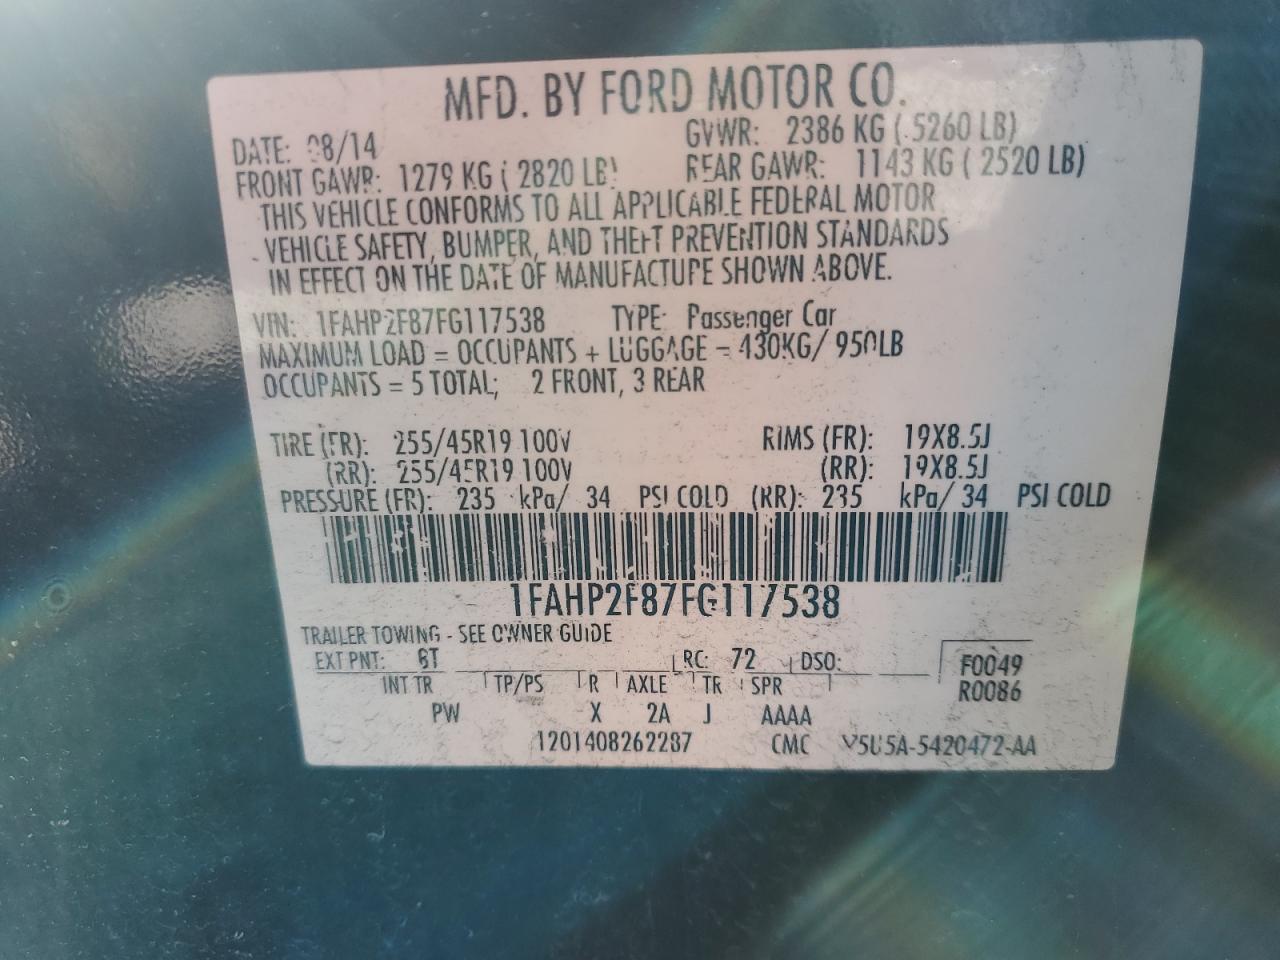 MFD. BY FORD MOTOR CO.
DATE: 08/14 GVWR: 2386 KG ( 5260 LB)
FRONT GAWR: 1279 KG ( 2820 LB) REAR GAWR: 1143 KG ( 2520 LB)
THIS VEHICLE CONFORMS TO ALL APPLICABLE FEDERAL MOTOR
VEHICLE SAFETY, BUMPER, AND THEFT PREVENTION STANDARDS
IN EFFECT ON THE DATE OF MANUFACTURE SHOWN ABOVE.
VIN: 1FAHP2F87FG117538 TYPE: Passenger Car
MAXIMUM LOAD = OCCUPANTS + LUGGAGE = 430KG/ 950LB
OCCUPANTS = 5 TOTAL; 2 FRONT, 3 REAR
TIRE (FR): 255/45R19 100V RIMS (FR): 19X8.5J
(RR): 255/45R19 100V (RR): 19X8.5J
PRESSURE (FR): 235 kPa/ 34 PSI COLD (RR): 235 kPa/ 34 PSI COLD
1FAHP2F87FG117538
TRAILER TOWING - SEE OWNER GUIDE
EXT PNT: RC: 72 DSO: F0049
INT TR TP/PS R AXLE TR SPR R0086
PW X 2A J AAAA
1201408262287 CMC 5U5A-5420472-AA